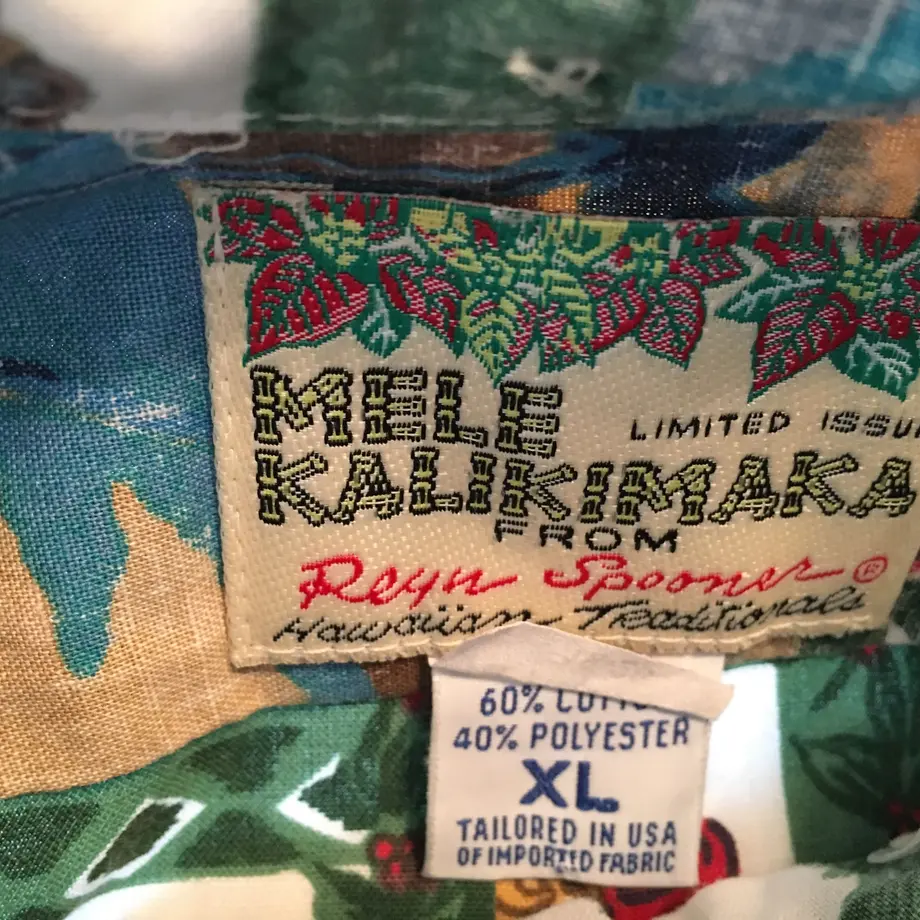 MELE
LIMITED ISSU
KALIKIMAKA
FROM
Reyn Spooner ®
Hawaiian Traditionals
60%
40% POLYESTER
XL
TAILORED IN USA
OF IMPORTED FABRIC